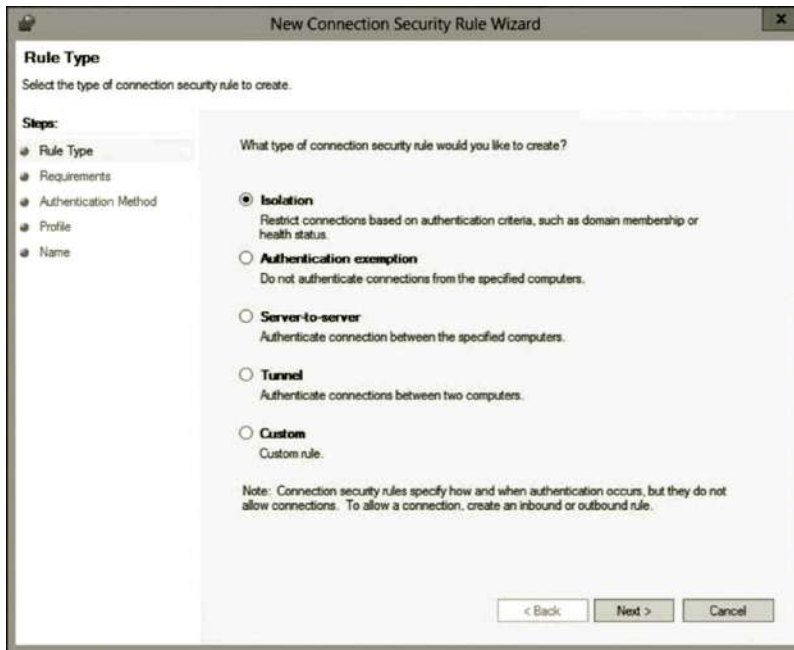 New Connection Security Rule Wizard
x
Rule Type
Select the type of connection security rule to create.
Steps:
Rule Type
Requirements
Authentication Method
Profile
Name
What type of connection security rule would you like to create?
Isolation
Restrict connections based on authentication criteria, such as domain membership or
health status.
Authentication exemption
Do not authenticate connections from the specified computers.
Server-to-server
Authenticate connection between the specified computers.
Tunnel
Authenticate connections between two computers.
Custom
Custom rule.
Note: Connection security rules specify how and when authentication occurs, but they do not
allow connections. To allow a connection, create an inbound or outbound rule.
< Back
Next >
Cancel